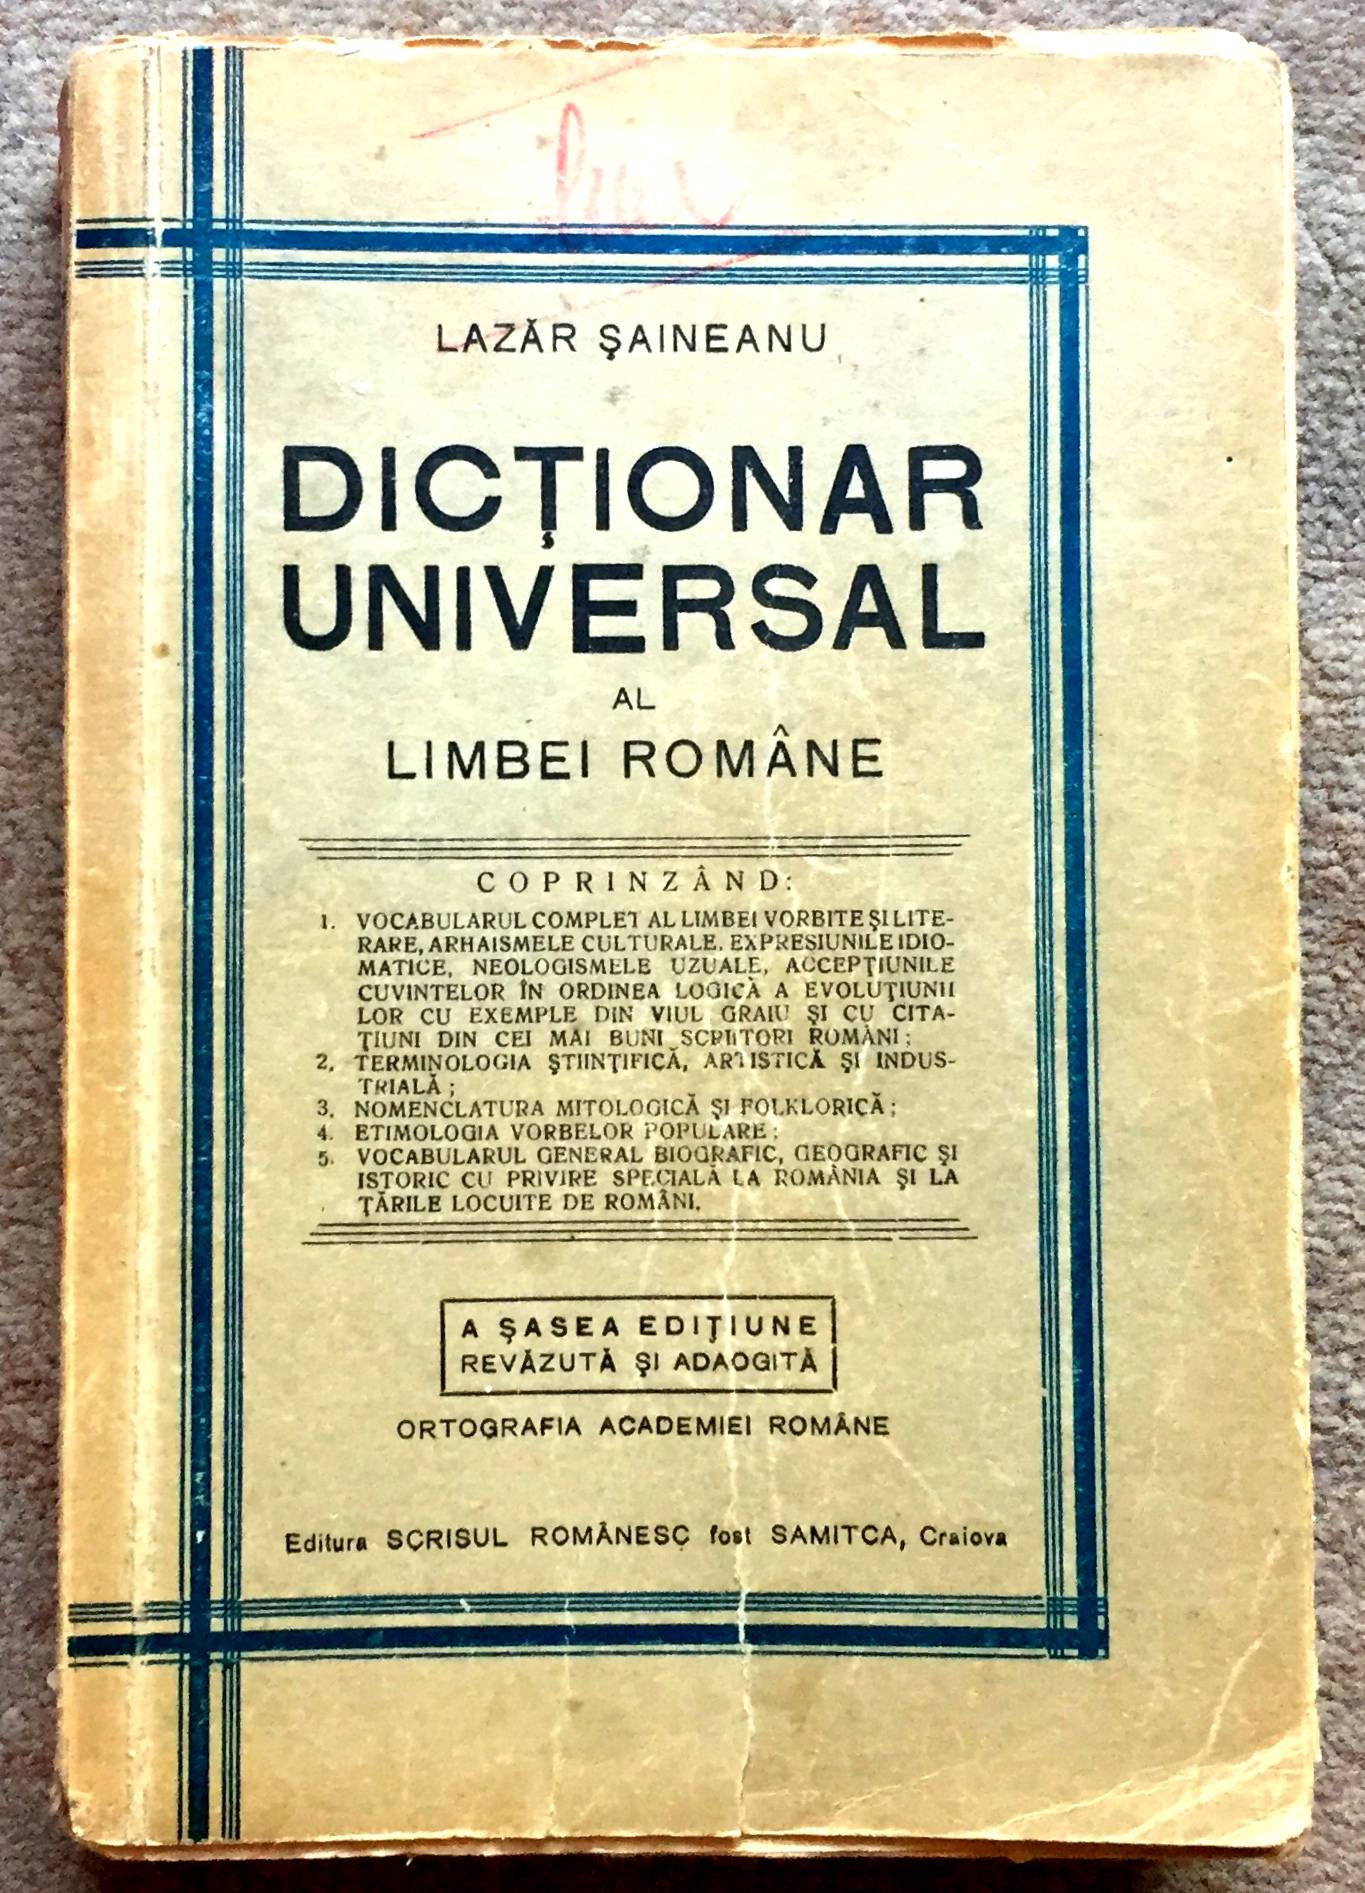 LAZĂR ŞAINEANU
DICŢIONAR
UNIVERSAL
AL
LIMBEI ROMÂNE
COPRINZÂND:
1. VOCABULARUL COMPLET AL LIMBEI VORBITE ŞI LITE-
RARE, ARHAISMELE CULTURALE, EXPRESIUNILE IDIO-
MATICE, NEOLOGISMELE UZUALE, ACCEPŢIUNILE
CUVINTELOR ÎN ORDINEA LOGICĂ A EVOLUŢIUNII
LOR CU EXEMPLE DIN VIUL GRAIU ŞI CU CITA-
ŢIUNI DIN CEI MAI BUNI SCRIITORI ROMÂNI;
2. TERMINOLOGIA ŞTIINŢIFICĂ, ARTISTICĂ ŞI INDUS-
TRIALĂ;
3. NOMENCLATURA MITOLOGICĂ ŞI FOLKLORICĂ;
4. ETIMOLOGIA VORBELOR POPULARE;
5. VOCABULARUL GENERAL BIOGRAFIC, GEOGRAFIC ŞI
ISTORIC CU PRIVIRE SPECIALĂ LA ROMÂNIA ŞI LA
ŢĂRILE LOCUITE DE ROMÂNI.
A ŞASEA EDIŢIUNE
REVĂZUTĂ ŞI ADAOGITĂ
ORTOGRAFIA ACADEMIEI ROMÂNE
Editura SCRISUL ROMÂNESC fost SAMITCA, Craiova